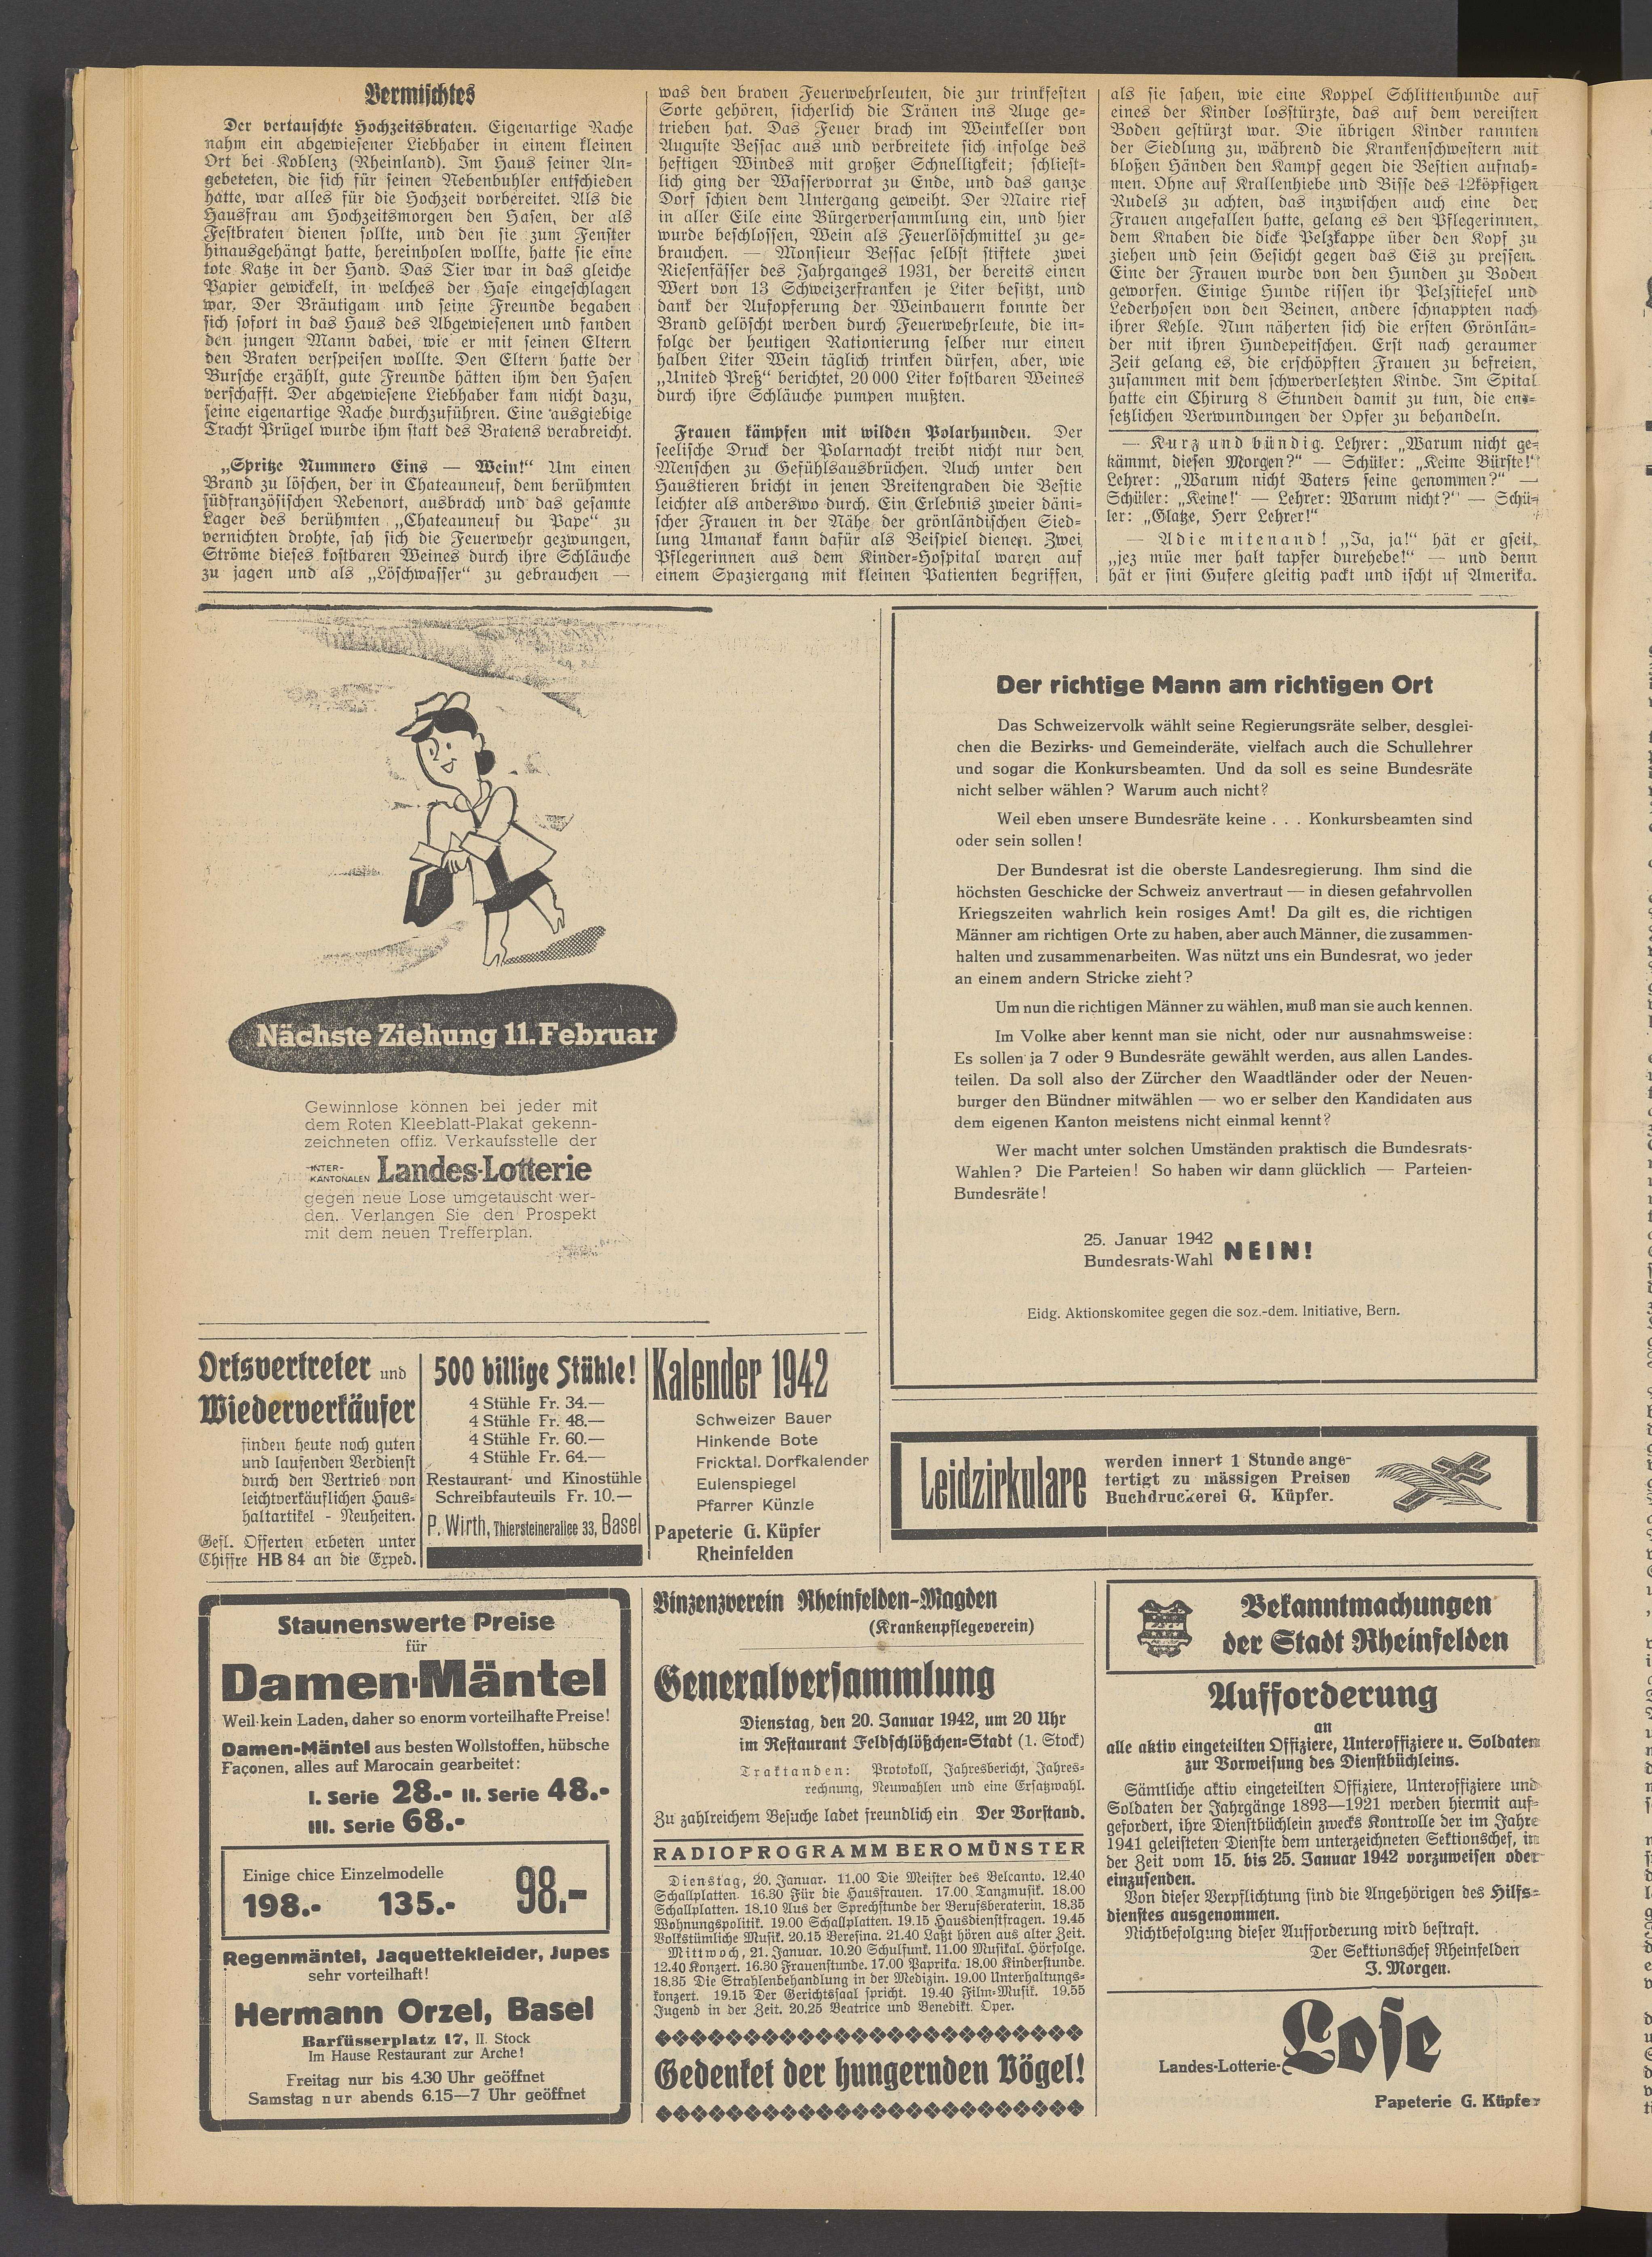 Vermischtes
Der vertauschte Hochzeitsbraten. Eigenartige Rache
nahm ein abgewiesener Liebhaber in einem kleinen
Ort bei Koblenz (Rheinland). Im Haus seiner An-
gebeteten, die sich für seinen Nebenbuhler entschieden
hatte, war alles für die Hochzeit vorbereitet. Als die
Hausfrau am Hochzeitsmorgen den Hasen, der als
Festbraten dienen sollte, und den sie zum Fenster
hinausgehängt hatte, hereinholen wollte, hatte sie eine
tote Katze in der Hand. Das Tier war in das gleiche
Papier gewickelt, in welches der Hase eingeschlagen
war. Der Bräutigam und seine Freunde begaben
sich sofort in das Haus des Abgewiesenen und fanden
den jungen Mann dabei, wie er mit seinen Eltern
den Braten verspeisen wollte. Den Eltern hatte der
Bursche erzählt, gute Freunde hätten ihm den Hasen
verschafft. Der abgewiesene Liebhaber kam nicht dazu,
seine eigenartige Rache durchzuführen. Eine ausgiebige
Tracht Prügel wurde ihm statt des Bratens verabreicht.
„Spritze Nummero Eins — Wein!“ Um einen
Brand zu löschen, der in Chateauneuf, dem berühmten
südfranzösischen Rebenort, ausbrach und das gesamte
Lager des berühmten „Chateauneuf du Pape“ zu
vernichten drohte, sah sich die Feuerwehr gezwungen,
Ströme dieses kostbaren Weines durch ihre Schläuche
zu jagen und als „Löschwasser“ zu gebrauchen —
was den braven Feuerwehrleuten, die zur trinkfesten
Sorte gehören, sicherlich die Tränen ins Auge ge-
trieben hat. Das Feuer brach im Weinkeller von
Auguste Bessac aus und verbreitete sich infolge des
heftigen Windes mit großer Schnelligkeit; schließt-
lich ging der Wasservorrat zu Ende, und das ganze
Dorf schien dem Untergang geweiht. Der Maire rief
in aller Eile eine Bürgerversammlung ein, und hier
wurde beschlossen, Wein als Feuerlöschmittel zu ge-
brauchen. — Monsieur Bessac selbst stiftete zwei
Riesenfässer des Jahrganges 1931, der bereits einen
Wert von 13 Schweizerfranken je Liter besitzt, und
dank der Aufopferung der Weinbauern konnte der
Brand gelöscht werden durch Feuerwehrleute, die in-
folge der heutigen Rationierung selber nur einen
halben Liter Wein täglich trinken dürfen, aber, wie
„United Preß“ berichtet, 20 000 Liter kostbaren Weines
durch ihre Schläuche pumpen mußten.
Frauen kämpfen mit wilden Polarhunden. Der
seelische Druck der Polarnacht treibt nicht nur den
Menschen zu Gefühlsausbrüchen. Auch unter den
Haustieren bricht in jenen Breitengraden die Bestie
leichter als anderswo durch. Ein Erlebnis zweier däni-
scher Frauen in der Nähe der grönländischen Sied-
lung Umanak kann dafür als Beispiel dienen. Zwei
Pflegerinnen aus dem Kinder-Hospital waren auf
einem Spaziergang mit kleinen Patienten begriffen,
als sie sahen, wie eine Koppel Schlittenhunde auf
eines der Kinder losstürzte, das auf dem vereisten
Boden gestürzt war. Die übrigen Kinder rannten
der Siedlung zu, während die Krankenschwestern mit
bloßen Händen den Kampf gegen die Bestien aufnah-
men. Ohne auf Krallenhiebe und Bisse des 12köpfigen
Rudels zu achten, das inzwischen auch eine der
Frauen angefallen hatte, gelang es den Pflegerinnen,
dem Knaben die dicke Pelzkappe über den Kopf zu
ziehen und sein Gesicht gegen das Eis zu pressen.
Eine der Frauen wurde von den Hunden zu Boden
geworfen. Einige Hunde rissen ihr Pelzstiefel und
Lederhosen von den Beinen, andere schnappten nach
ihrer Kehle. Nun näherten sich die ersten Grönlän-
der mit ihren Hundepeitschen. Erst nach geraumer
Zeit gelang es, die erschöpften Frauen zu befreien,
zusammen mit dem schwerverletzten Kinde. Im Spital
hatte ein Chirurg 8 Stunden damit zu tun, die ent-
setzlichen Verwundungen der Opfer zu behandeln.
— Kurz und bündig. Lehrer: „Warum nicht ge-
kämmt, diesen Morgen?“ — Schüler: „Keine Bürste!“
Lehrer: „Warum nicht Vaters seine genommen?“ —
Schüler: „Keine!“ — Lehrer: Warum nicht?“ — Schü-
ler: „Glatze, Herr Lehrer!“
— Adie mitenand! „Ja, ja!“ hät er gseit,
„jez müe mer halt tapfer durehebe!“ — und denn
hät er sini Gufere gleitig packt und ischt uf Amerika.
Nächste Ziehung 11. Februar
Gewinnlose können bei jeder mit
dem Roten Kleeblatt-Plakat gekenn-
zeichneten offiz. Verkaufsstelle der
INTER-
KANTONALEN Landes-Lotterie
gegen neue Lose umgetauscht wer-
den. Verlangen Sie den Prospekt
mit dem neuen Trefferplan.
Der richtige Mann am richtigen Ort
Das Schweizervolk wählt seine Regierungsräte selber, desglei-
chen die Bezirks- und Gemeinderäte, vielfach auch die Schullehrer
und sogar die Konkursbeamten. Und da soll es seine Bundesräte
nicht selber wählen? Warum auch nicht?
Weil eben unsere Bundesräte keine . . . Konkursbeamten sind
oder sein sollen!
Der Bundesrat ist die oberste Landesregierung. Ihm sind die
höchsten Geschicke der Schweiz anvertraut — in diesen gefahrvollen
Kriegszeiten wahrlich kein rosiges Amt! Da gilt es, die richtigen
Männer am richtigen Orte zu haben, aber auch Männer, die zusammen-
halten und zusammenarbeiten. Was nützt uns ein Bundesrat, wo jeder
an einem andern Stricke zieht?
Um nun die richtigen Männer zu wählen, muß man sie auch kennen.
Im Volke aber kennt man sie nicht, oder nur ausnahmsweise:
Es sollen ja 7 oder 9 Bundesräte gewählt werden, aus allen Landes-
teilen. Da soll also der Zürcher den Waadtländer oder der Neuen-
burger den Bündner mitwählen — wo er selber den Kandidaten aus
dem eigenen Kanton meistens nicht einmal kennt?
Wer macht unter solchen Umständen praktisch die Bundesrats-
Wahlen? Die Parteien! So haben wir dann glücklich — Parteien-
Bundesräte!
25. Januar 1942
Bundesrats-Wahl NEIN!
Eidg. Aktionskomitee gegen die soz.-dem. Initiative, Bern.
Ortsvertreter und
Wiederverkäufer
finden heute noch guten
und laufenden Verdienst
durch den Vertrieb von
leichtverkäuflichen Haus-
haltartikel - Neuheiten.
Gefl. Offerten erbeten unter
Chiffre HB 84 an die Exped.
500 billige Stühle!
4 Stühle Fr. 34.—
4 Stühle Fr. 48.—
4 Stühle Fr. 60.—
4 Stühle Fr. 64.—
Restaurant- und Kinostühle
Schreibfauteuils Fr. 10.—
P. Wirth, Thiersteinerallee 33, Basel
Kalender 1942
Schweizer Bauer
Hinkende Bote
Fricktal. Dorfkalender
Eulenspiegel
Pfarrer Künzle
Papeterie G. Küpfer
Rheinfelden
Leidzirkulare
werden innert 1 Stunde ange-
fertigt zu mässigen Preisen
Buchdruckerei G. Küpfer.
Staunenswerte Preise
für
Damen-Mäntel
Weil kein Laden, daher so enorm vorteilhafte Preise!
Damen-Mäntel aus besten Wollstoffen, hübsche
Façonen, alles auf Marocain gearbeitet:
I. Serie 28.- II. Serie 48.-
III. Serie 68.-
Einige chice Einzelmodelle
198.- 135.- 98.-
Regenmäntel, Jaquettekleider, Jupes
sehr vorteilhaft!
Hermann Orzel, Basel
Barfüsserplatz 17, II. Stock
Im Hause Restaurant zur Arche!
Freitag nur bis 4.30 Uhr geöffnet
Samstag nur abends 6.15—7 Uhr geöffnet
Vinzenzverein Rheinfelden-Magden
(Krankenpflegeverein)
Generalversammlung
Dienstag, den 20. Januar 1942, um 20 Uhr
im Restaurant Feldschlößchen-Stadt (1. Stock)
Traktanden: Protokoll, Jahresbericht, Jahres-
rechnung, Neuwahlen und eine Ersatzwahl.
Zu zahlreichem Besuche ladet freundlich ein Der Vorstand.
RADIOPROGRAMM BEROMÜNSTER
Dienstag, 20. Januar. 11.00 Die Meister des Belcanto. 12.40
Schallplatten. 16.30 Für die Hausfrauen. 17.00 Tanzmusik. 18.00
Schallplatten. 18.10 Aus der Sprechstunde der Berufsberaterin. 18.35
Wohnungspolitik. 19.00 Schallplatten. 19.15 Hausdienstfragen. 19.45
Volkstümliche Musik. 20.15 Beresina. 21.40 Laßt hören aus alter Zeit.
Mittwoch, 21. Januar. 10.20 Schulfunk. 11.00 Musikal. Hörfolge.
12.40 Konzert. 16.30 Frauenstunde. 17.00 Paprika. 18.00 Kinderstunde.
18.35 Die Strahlenbehandlung in der Medizin. 19.00 Unterhaltungs-
konzert. 19.15 Der Gerichtssaal spricht. 19.40 Film-Musik. 19.55
Jugend in der Zeit. 20.25 Beatrice und Benedikt. Oper.
Gedenket der hungernden Vögel!
Bekanntmachungen
der Stadt Rheinfelden
Aufforderung
an
alle aktiv eingeteilten Offiziere, Unteroffiziere u. Soldaten
zur Vorweisung des Dienstbüchleins.
Sämtliche aktiv eingeteilten Offiziere, Unteroffiziere und
Soldaten der Jahrgänge 1893—1921 werden hiermit auf-
gefordert, ihre Dienstbüchlein zwecks Kontrolle der im Jahre
1941 geleisteten Dienste dem unterzeichneten Sektionschef, in
der Zeit vom 15. bis 25. Januar 1942 vorzuweisen oder
einzusenden.
Von dieser Verpflichtung sind die Angehörigen des Hilfs-
dienstes ausgenommen.
Nichtbefolgung dieser Aufforderung wird bestraft.
Der Sektionschef Rheinfelden
J. Morgen.
Landes-Lotterie-Lose
Papeterie G. Küpfer